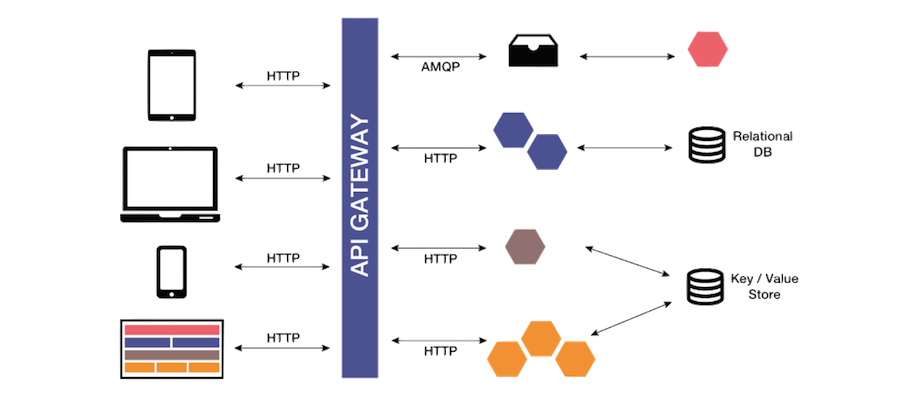 HTTP
HTTP
HTTP
HTTP
API GATEWAY
AMQP
HTTP
HTTP
HTTP
Relational
DB
Key / Value
Store